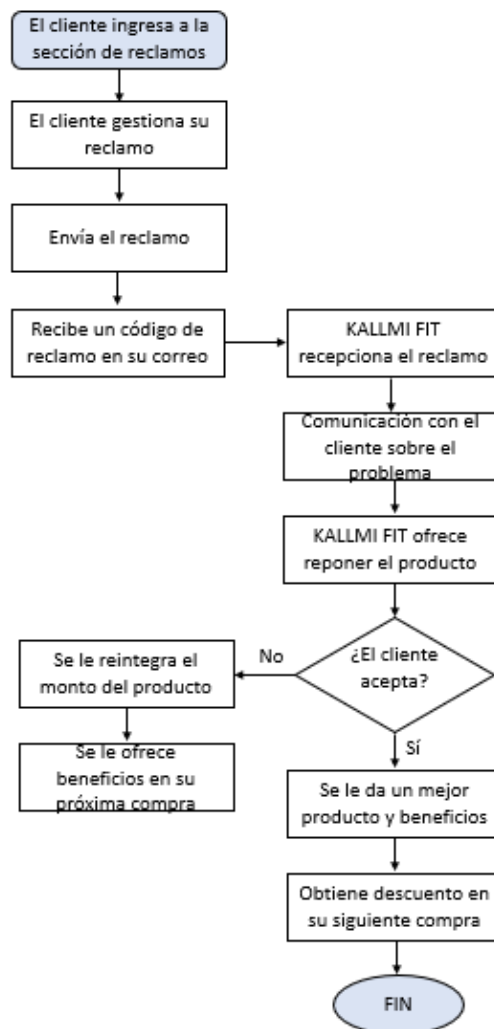 El cliente ingresa a la
sección de reclamos
El cliente gestiona su
reclamo
Envía el reclamo
Recibe un código de
reclamo en su correo
KALLMI FIT
recepciona el reclamo
Comunicación con el
cliente sobre el
problema
KALLMI FIT ofrece
reponer el producto
¿El cliente
acepta?
No
Se le reintegra el
monto del producto
Se le ofrece
beneficios en su
próxima compra
Sí
Se le da un mejor
producto y beneficios
Obtiene descuento en
su siguiente compra
FIN